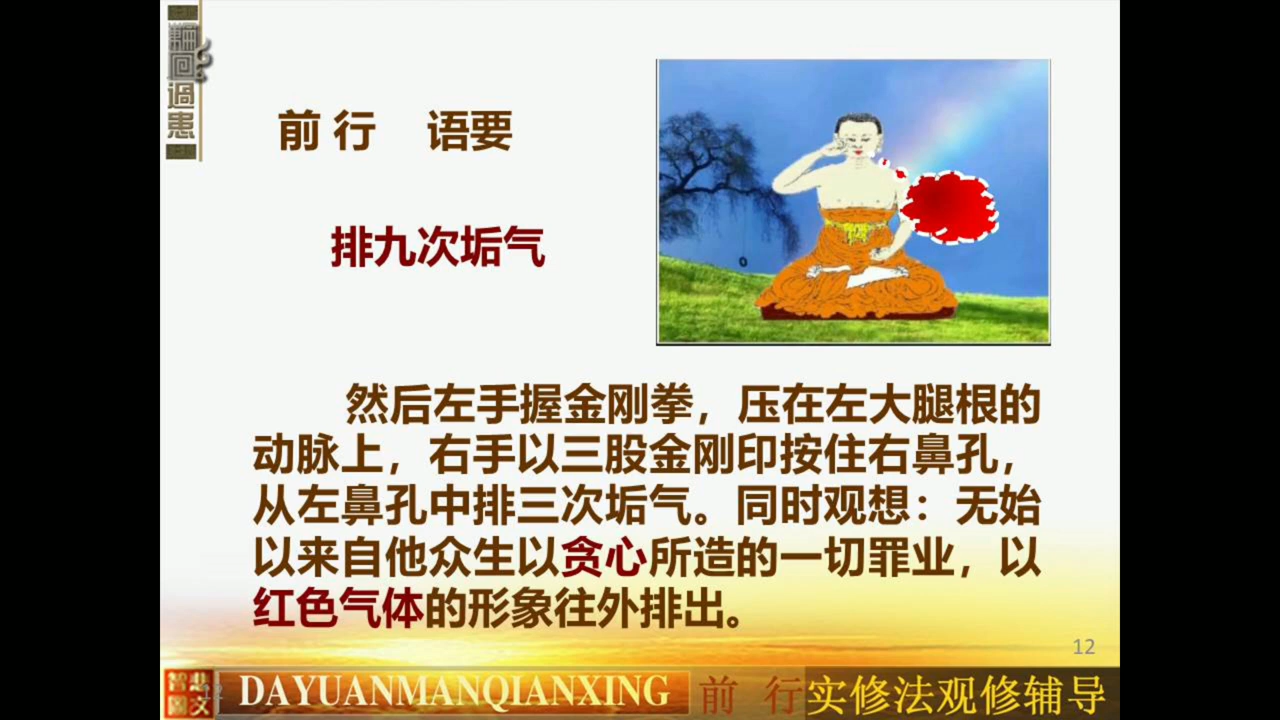 輪回過患
前行 语要
排九次垢气
然后左手握金刚拳，压在左大腿根的
动脉上，右手以三股金刚印按住右鼻孔，
从左鼻孔中排三次垢气。同时观想：无始
以来自他众生以贪心所造的一切罪业，以
红色气体的形象往外排出。
12
DAYUANMANQIANXING 前 行 实修法观修辅导